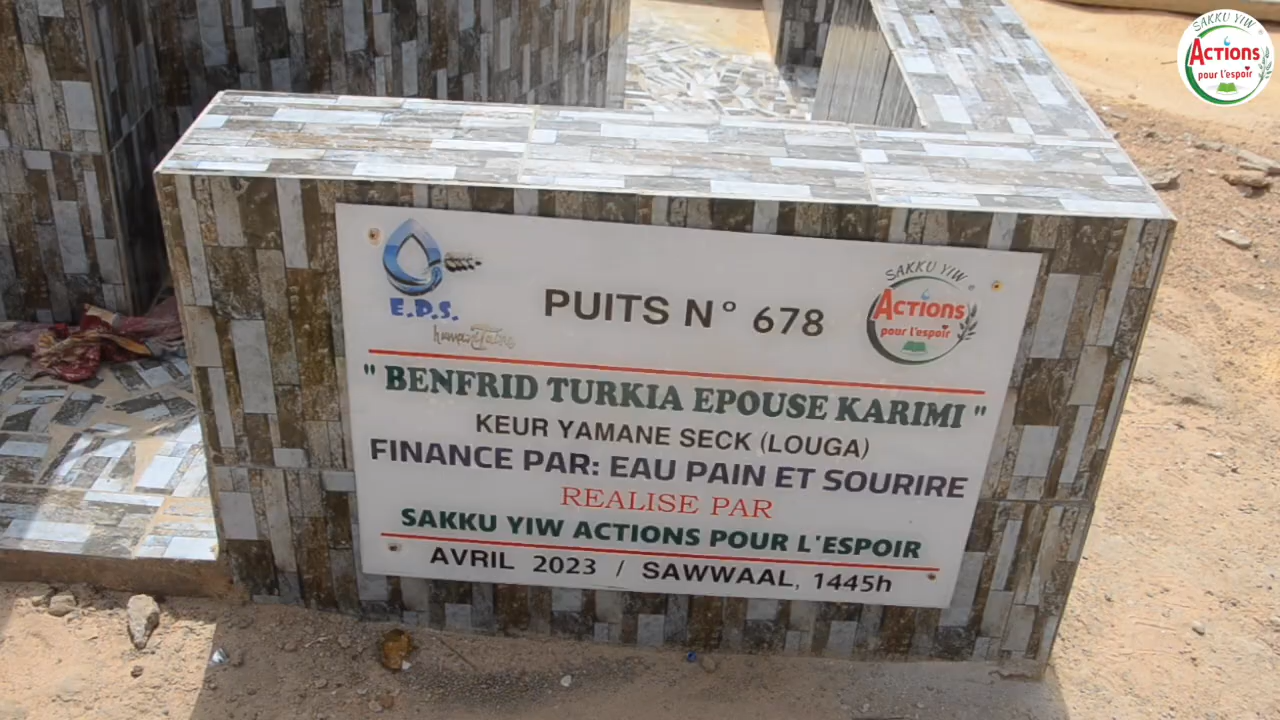 SAKKU YIW
ACTIONS
pour l'espoir
E.P.S.
humanitaire
PUITS N° 678
SAKKU YIW
ACTIONS
pour l'espoir
" BENFRID TURKIA EPOUSE KARIMI "
KEUR YAMANE SECK (LOUGA)
FINANCE PAR: EAU PAIN ET SOURIRE
REALISE PAR
SAKKU YIW ACTIONS POUR L'ESPOIR
AVRIL 2023 / SAWWAAL, 1445h